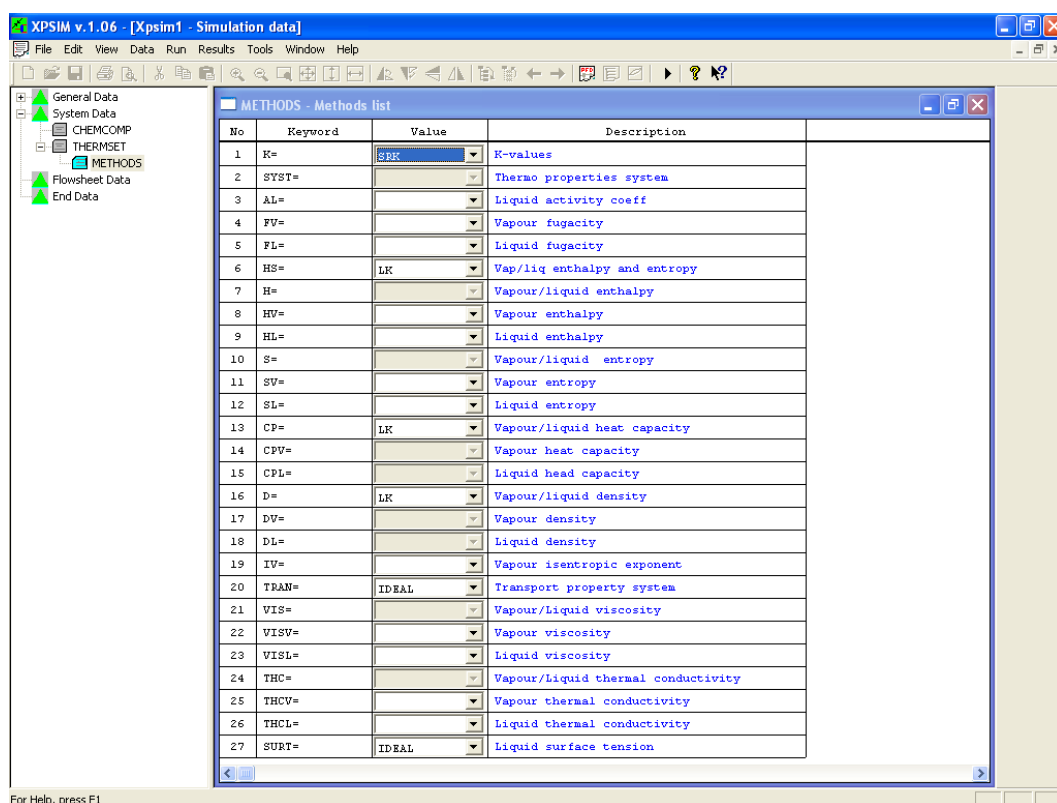 XPSIM v.1.06 - [Xpsim1 - Simulation data]
File Edit View Data Run Results Tools Window Help
General Data
System Data
CHEMCOMP
THERMSET
METHODS
Flowsheet Data
End Data
METHODS - Methods list
No Keyword Value Description
1 K= SRK K-values
2 SYST= Thermo properties system
3 AL= Liquid activity coeff
4 FV= Vapour fugacity
5 FL= Liquid fugacity
6 HS= LK Vap/liq enthalpy and entropy
7 H= Vapour/liquid enthalpy
8 HV= Vapour enthalpy
9 HL= Liquid enthalpy
10 S= Vapour/liquid entropy
11 SV= Vapour entropy
12 SL= Liquid entropy
13 CP= LK Vapour/liquid heat capacity
14 CPV= Vapour heat capacity
15 CPL= Liquid head capacity
16 D= LK Vapour/liquid density
17 DV= Vapour density
18 DL= Liquid density
19 IV= Vapour isentropic exponent
20 TRAN= IDEAL Transport property system
21 VIS= Vapour/Liquid viscosity
22 VISV= Vapour viscosity
23 VISL= Liquid viscosity
24 THC= Vapour/Liquid thermal conductivity
25 THCV= Vapour thermal conductivity
26 THCL= Liquid thermal conductivity
27 SURT= IDEAL Liquid surface tension
For Help, press F1